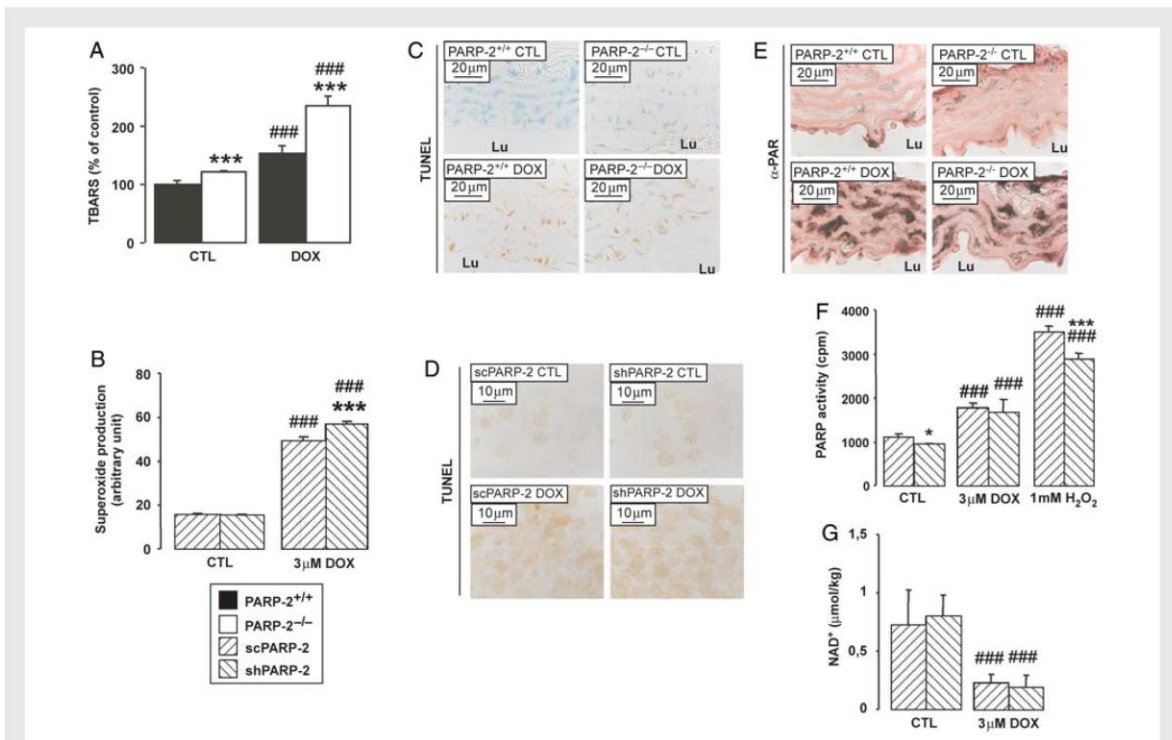 A
TBARS (% of control)
300
200
100
0
###
***
###
***
CTL
DOX
B
Superoxide production
(arbitrary unit)
80
60
40
20
0
###
###
***
CTL
3μM DOX
PARP-2+/+
PARP-2−/−
scPARP-2
shPARP-2
C
TUNEL
PARP-2+/+ CTL
20μm
Lu
PARP-2−/− CTL
20μm
Lu
PARP-2+/+ DOX
20μm
Lu
PARP-2−/− DOX
20μm
Lu
D
TUNEL
scPARP-2 CTL
10μm
shPARP-2 CTL
10μm
scPARP-2 DOX
10μm
shPARP-2 DOX
10μm
E
α-PAR
PARP-2+/+ CTL
20μm
Lu
PARP-2-/- CTL
20μm
Lu
PARP-2+/+ DOX
20μm
Lu
PARP-2-/- DOX
20μm
Lu
F
PARP activity (cpm)
4000
3000
2000
1000
0
*
###
###
###
***
###
CTL
3μM DOX
1mM H2O2
G
NAD+ (μmol/kg)
1,5
1
0,5
0
### ###
CTL
3μM DOX